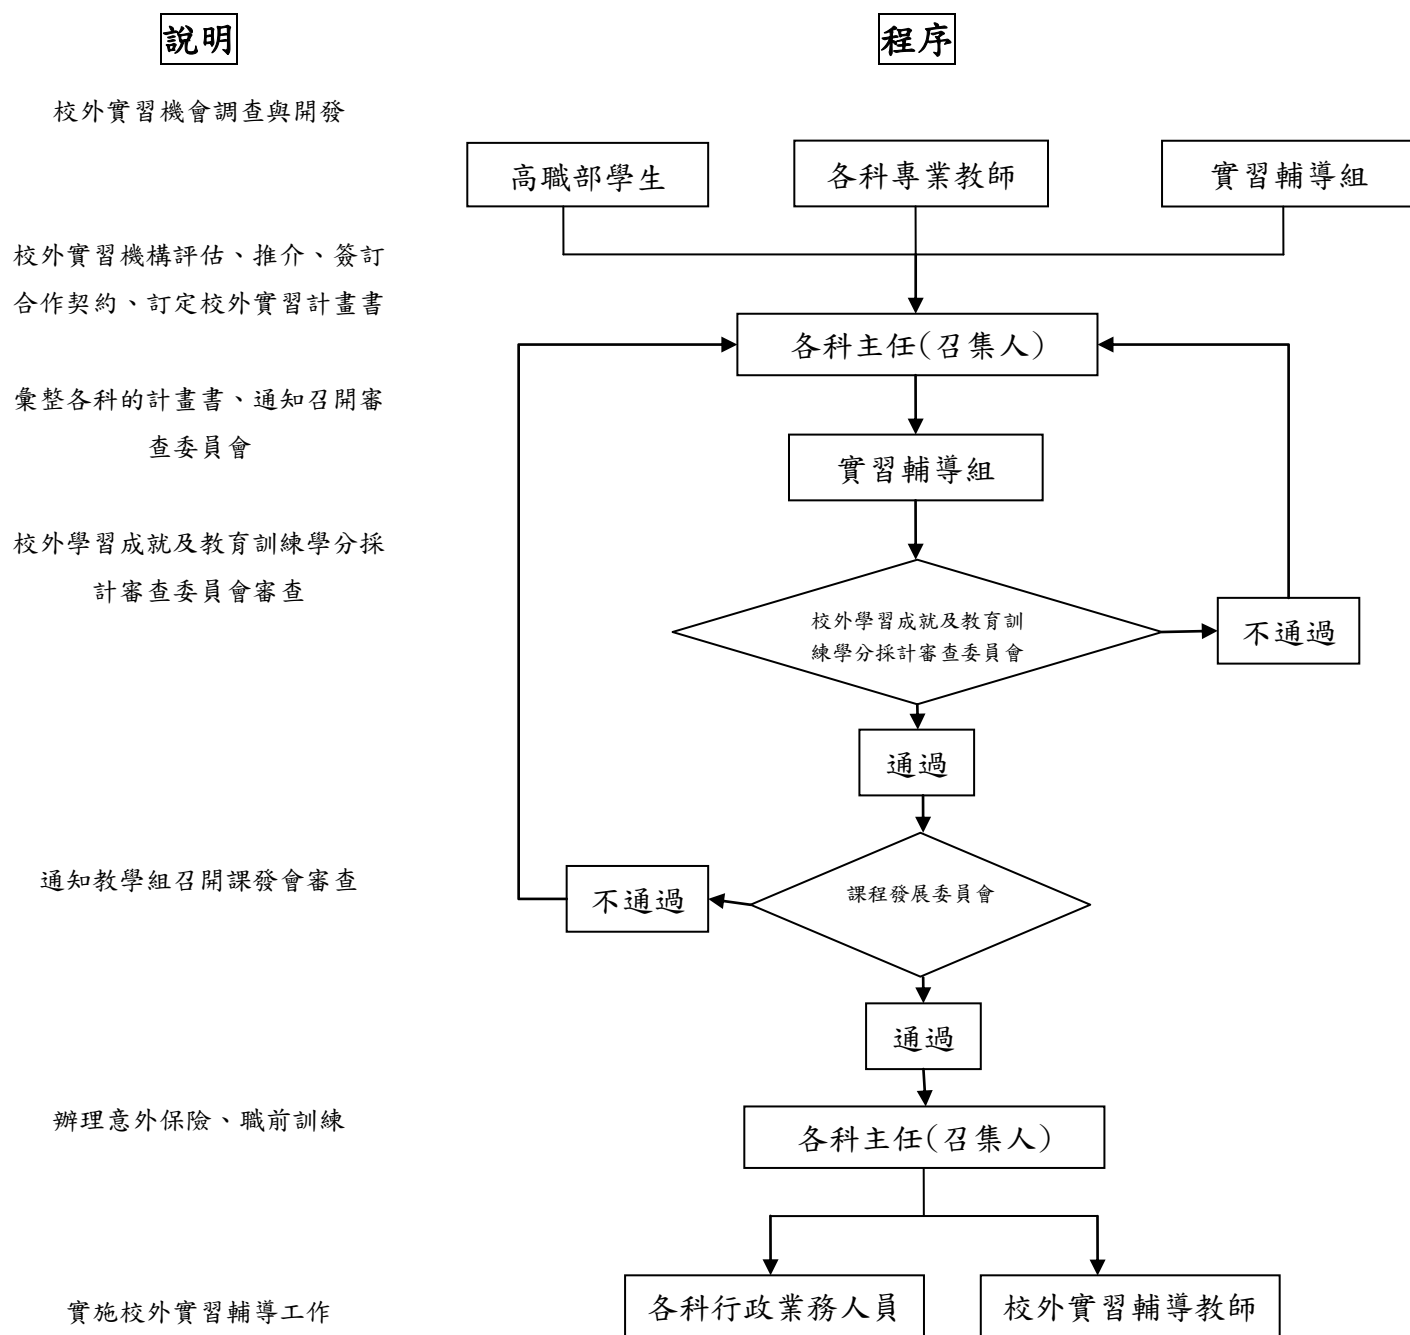 說明
程序
校外實習機會調查與開發
高職部學生
各科專業教師
實習輔導組
校外實習機構評估、推介、簽訂
合作契約、訂定校外實習計畫書
各科主任(召集人)
彙整各科的計畫書、通知召開審
查委員會
實習輔導組
校外學習成就及教育訓練學分採
計審查委員會審查
校外學習成就及教育訓
練學分採計審查委員會
不通過
通過
通知教學組召開課發會審查
不通過
課程發展委員會
通過
辦理意外保險、職前訓練
各科主任(召集人)
實施校外實習輔導工作
各科行政業務人員
校外實習輔導教師